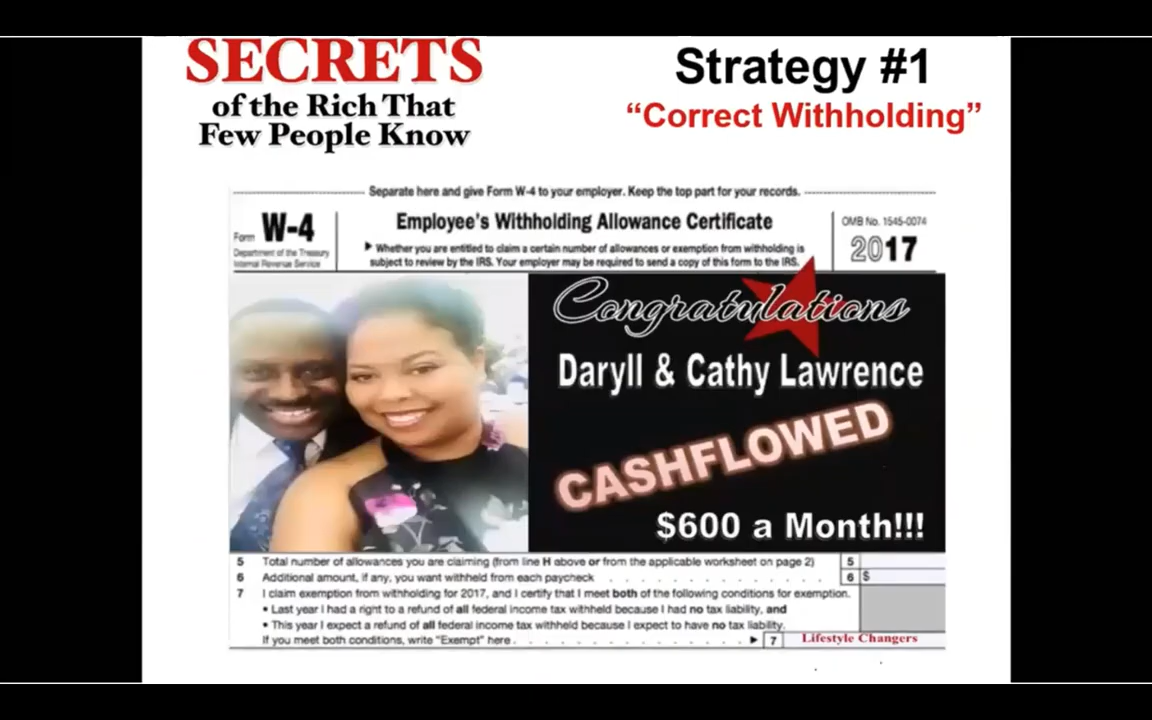 SECRETS
of the Rich That
Few People Know
Strategy #1
“Correct Withholding”
Separate here and give Form W-4 to your employer. Keep the top part for your records.
Form W-4
Department of the Treasury
Internal Revenue Service
Employee's Withholding Allowance Certificate
▶ Whether you are entitled to claim a certain number of allowances or exemption from withholding is
subject to review by the IRS. Your employer may be required to send a copy of this form to the IRS.
OMB No. 1545-0074
2017
Congratulations
Daryll & Cathy Lawrence
CASHFLOWED
$600 a Month!!!
5 Total number of allowances you are claiming (from line H above or from the applicable worksheet on page 2) 5
6 Additional amount, if any, you want withheld from each paycheck . . . . . . . . . . . . . . 6 $
7 I claim exemption from withholding for 2017, and I certify that I meet both of the following conditions for exemption.
• Last year I had a right to a refund of all federal income tax withheld because I had no tax liability, and
• This year I expect a refund of all federal income tax withheld because I expect to have no tax liability.
If you meet both conditions, write "Exempt" here . . . . . . . . . . . . . . . ▶ 7 Lifestyle Changers